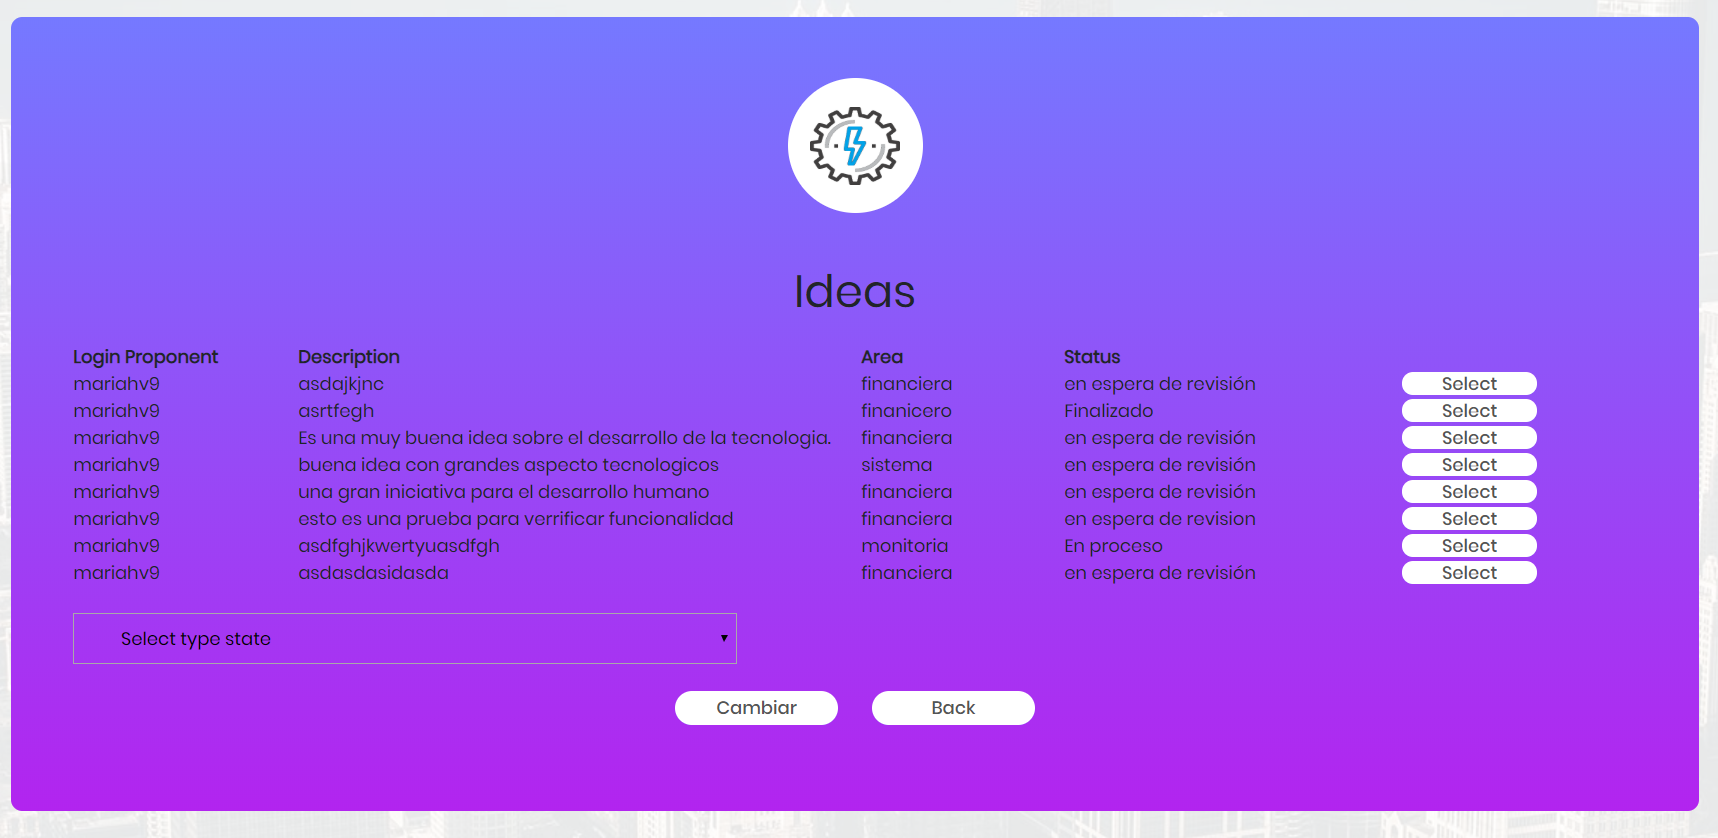 Ideas
Login Proponent Description Area Status
mariahv9 asdajkjnc financiera en espera de revisión Select
mariahv9 asrtfegh finanicero Finalizado Select
mariahv9 Es una muy buena idea sobre el desarrollo de la tecnologia. financiera en espera de revisión Select
mariahv9 buena idea con grandes aspecto tecnologicos sistema en espera de revisión Select
mariahv9 una gran iniciativa para el desarrollo humano financiera en espera de revisión Select
mariahv9 esto es una prueba para verrificar funcionalidad financiera en espera de revision Select
mariahv9 asdfghjkwertyuasdfgh monitoria En proceso Select
mariahv9 asdasdasidasda financiera en espera de revisión Select
Select type state
Cambiar Back